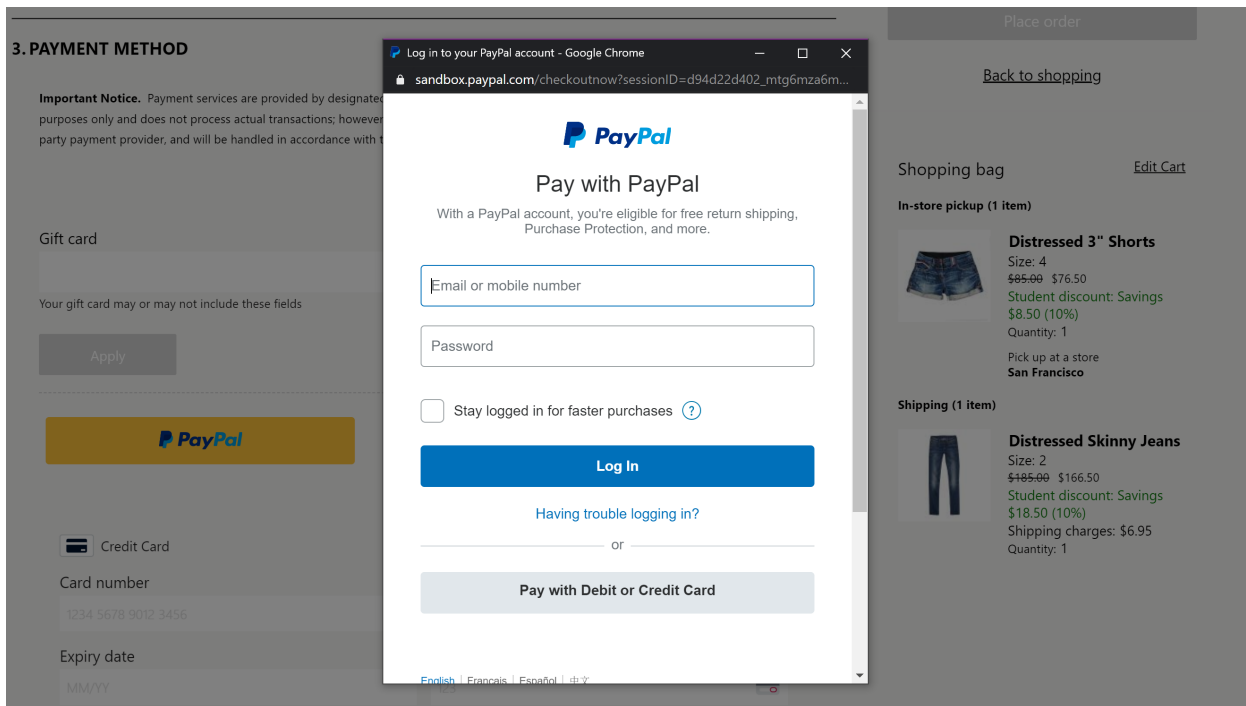 Place order
3. PAYMENT METHOD
Log in to your PayPal account - Google Chrome
sandbox.paypal.com/checkoutnow?sessionID=d94d22d402_mtg6mza6m...
Back to shopping
Important Notice. Payment services are provided by designated
purposes only and does not process actual transactions; however
party payment provider, and will be handled in accordance with t
PayPal
Pay with PayPal
With a PayPal account, you're eligible for free return shipping,
Purchase Protection, and more.
Email or mobile number
Password
Stay logged in for faster purchases ?
Log In
Having trouble logging in?
or
Pay with Debit or Credit Card
English | Français | Español | 中文
Gift card
Your gift card may or may not include these fields
Apply
PayPal
Credit Card
Card number
1234 5678 9012 3456
Expiry date
MM/YY
123
Shopping bag
Edit Cart
In-store pickup (1 item)
Distressed 3" Shorts
Size: 4
$85.00 $76.50
Student discount: Savings
$8.50 (10%)
Quantity: 1
Pick up at a store
San Francisco
Shipping (1 item)
Distressed Skinny Jeans
Size: 2
$185.00 $166.50
Student discount: Savings
$18.50 (10%)
Shipping charges: $6.95
Quantity: 1